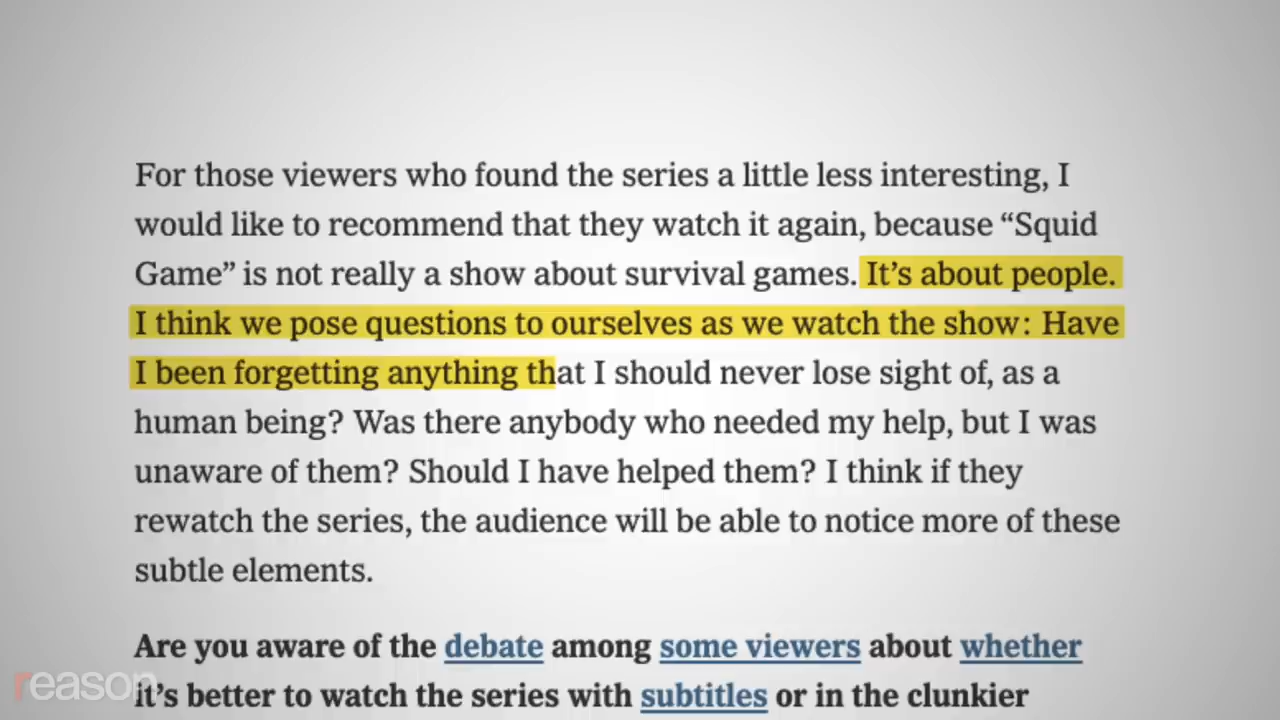 For those viewers who found the series a little less interesting, I
would like to recommend that they watch it again, because “Squid
Game” is not really a show about survival games. It’s about people.
I think we pose questions to ourselves as we watch the show: Have
I been forgetting anything that I should never lose sight of, as a
human being? Was there anybody who needed my help, but I was
unaware of them? Should I have helped them? I think if they
rewatch the series, the audience will be able to notice more of these
subtle elements.
Are you aware of the debate among some viewers about whether
it’s better to watch the series with subtitles or in the clunkier
reason